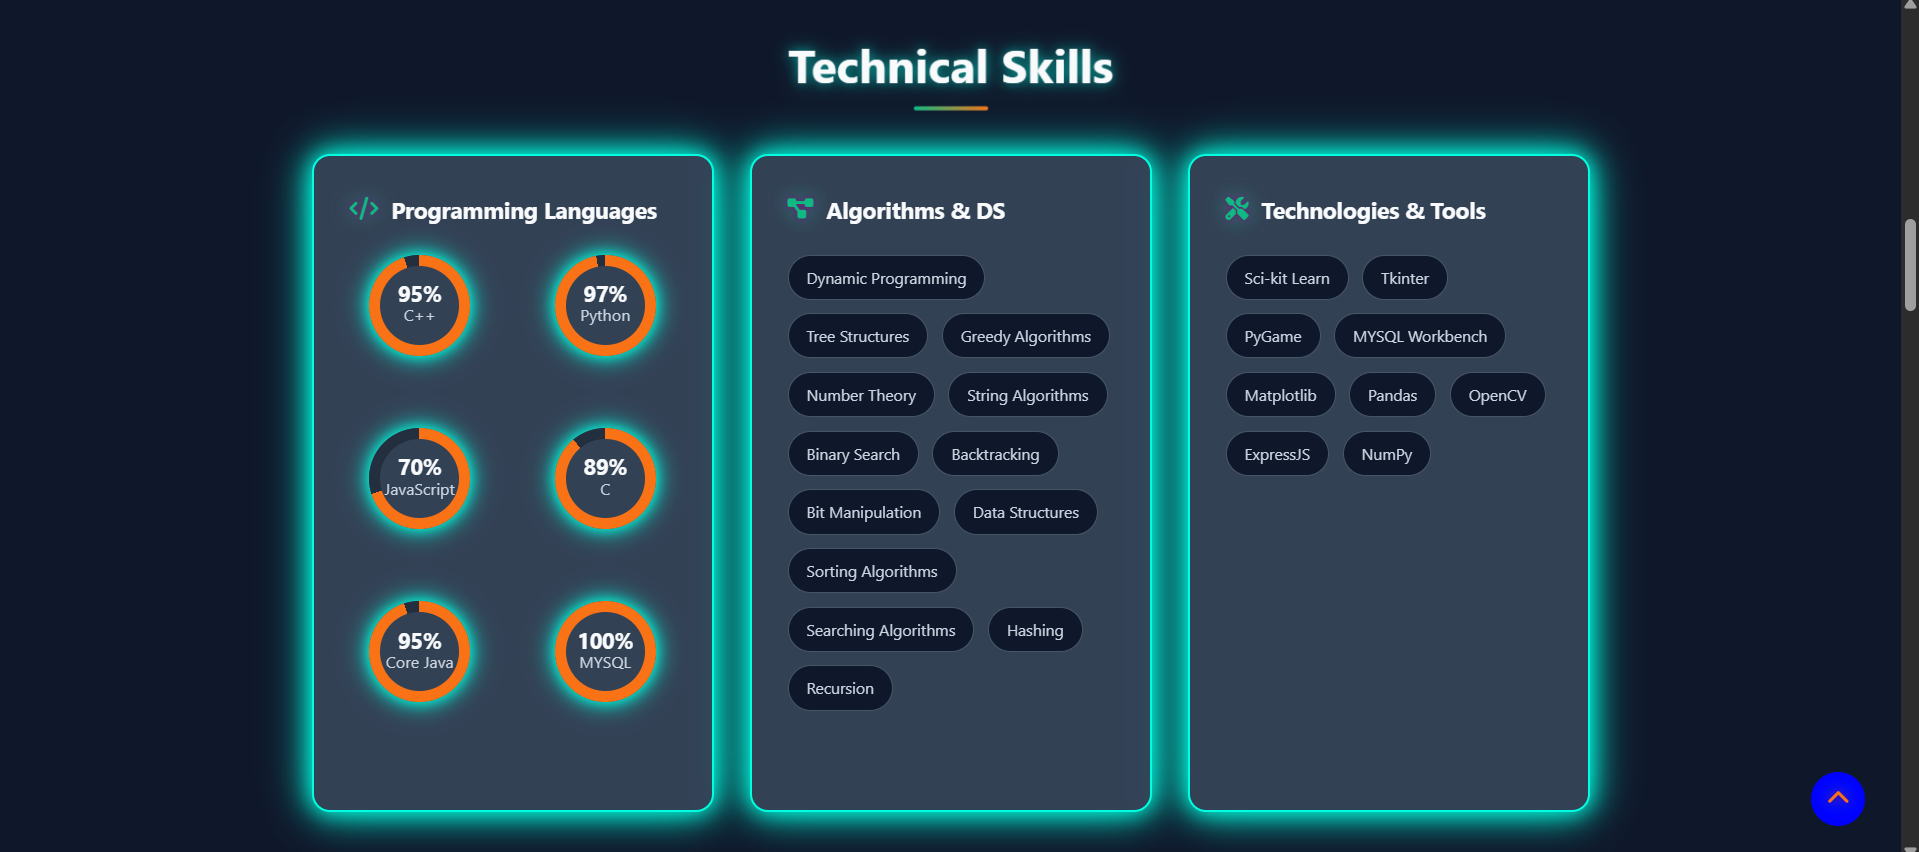 Technical Skills
Programming Languages
95%
C++
97%
Python
70%
JavaScript
89%
C
95%
Core Java
100%
MYSQL
Algorithms & DS
Dynamic Programming
Tree Structures
Greedy Algorithms
Number Theory
String Algorithms
Binary Search
Backtracking
Bit Manipulation
Data Structures
Sorting Algorithms
Searching Algorithms
Hashing
Recursion
Technologies & Tools
Sci-kit Learn
Tkinter
PyGame
MYSQL Workbench
Matplotlib
Pandas
OpenCV
ExpressJS
NumPy